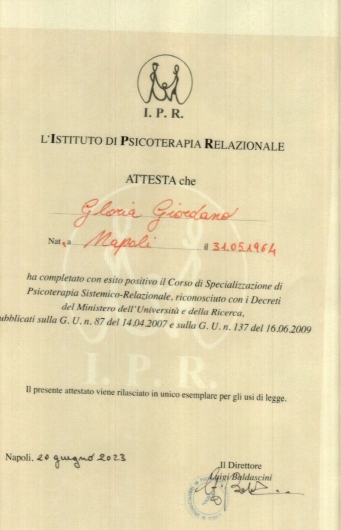 I. P. R.
L'ISTITUTO DI PSICOTERAPIA RELAZIONALE
ATTESTA che
Gloria Giordano
Nata a Napoli il 31.05.1964
ha completato con esito positivo il Corso di Specializzazione di
Psicoterapia Sistemico-Relazionale, riconosciuto con i Decreti
del Ministero dell'Università e della Ricerca,
ubblicati sulla G. U. n. 87 del 14.04.2007 e sulla G. U. n. 137 del 16.06.2009
I. P. R.
Il presente attestato viene rilasciato in unico esemplare per gli usi di legge.
Napoli, 20 giugno 2023
Il Direttore
Luigi Baldascini